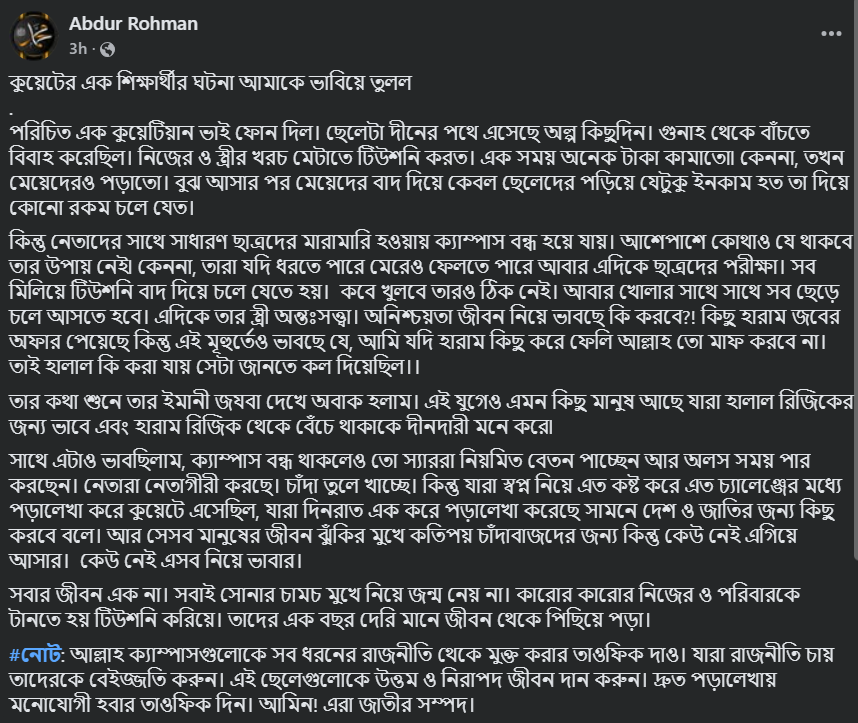 Abdur Rohman
3h
কুয়েটের এক শিক্ষার্থীর ঘটনা আমাকে ভাবিয়ে তুলল
.
পরিচিত এক কুয়েটিয়ান ভাই ফোন দিল। ছেলেটা দীনের পথে এসেছে অল্প কিছুদিন। গুনাহ থেকে বাঁচতে
বিবাহ করেছিল। নিজের ও স্ত্রীর খরচ মেটাতে টিউশনি করত। এক সময় অনেক টাকা কামাতো। কেননা, তখন
মেয়েদেরও পড়াতো। বুঝ আসার পর মেয়েদের বাদ দিয়ে কেবল ছেলেদের পড়িয়ে যেটুকু ইনকাম হত তা দিয়ে
কোনো রকম চলে যেত।
কিন্তু নেতাদের সাথে সাধারণ ছাত্রদের মারামারি হওয়ায় ক্যাম্পাস বন্ধ হয়ে যায়। আশেপাশে কোথাও যে থাকবে
তার উপায় নেই। কেননা, তারা যদি ধরতে পারে মেরেও ফেলতে পারে আবার এদিকে ছাত্রদের পরীক্ষা। সব
মিলিয়ে টিউশনি বাদ দিয়ে চলে যেতে হয়। কবে খুলবে তারও ঠিক নেই। আবার খোলার সাথে সাথে সব ছেড়ে
চলে আসতে হবে। এদিকে তার স্ত্রী অন্তঃসত্ত্বা। অনিশ্চয়তা জীবন নিয়ে ভাবছে কি করবে?! কিছু হারাম জবের
অফার পেয়েছে কিন্তু এই মূহুর্তেও ভাবছে যে, আমি যদি হারাম কিছু করে ফেলি আল্লাহ তো মাফ করবে না।
তাই হালাল কি করা যায় সেটা জানতে কল দিয়েছিল।।
তার কথা শুনে তার ইমানী জযবা দেখে অবাক হলাম। এই যুগেও এমন কিছু মানুষ আছে যারা হালাল রিজিকের
জন্য ভাবে এবং হারাম রিজিক থেকে বেঁচে থাকাকে দীনদারী মনে করে।
সাথে এটাও ভাবছিলাম, ক্যাম্পাস বন্ধ থাকলেও তো স্যাররা নিয়মিত বেতন পাচ্ছেন আর অলস সময় পার
করছেন। নেতারা নেতাগীরী করছে। চাঁদা তুলে খাচ্ছে। কিন্তু যারা স্বপ্ন নিয়ে এত কষ্ট করে এত চ্যালেঞ্জের মধ্যে
পড়ালেখা করে কুয়েটে এসেছিল, যারা দিনরাত এক করে পড়ালেখা করেছে সামনে দেশ ও জাতির জন্য কিছু
করবে বলে। আর সেসব মানুষের জীবন ঝুঁকির মুখে কতিপয় চাঁদাবাজদের জন্য কিন্তু কেউ নেই এগিয়ে
আসার। কেউ নেই এসব নিয়ে ভাবার।
সবার জীবন এক না। সবাই সোনার চামচ মুখে নিয়ে জন্ম নেয় না। কারোর কারোর নিজের ও পরিবারকে
টানতে হয় টিউশনি করিয়ে। তাদের এক বছর দেরি মানে জীবন থেকে পিছিয়ে পড়া।
#নোট: আল্লাহ ক্যাম্পাসগুলোকে সব ধরনের রাজনীতি থেকে মুক্ত করার তাওফিক দাও। যারা রাজনীতি চায়
তাদেরকে বেইজ্জতি করুন। এই ছেলেগুলোকে উত্তম ও নিরাপদ জীবন দান করুন। দ্রুত পড়ালেখায়
মনোযোগী হবার তাওফিক দিন। আমিন! এরা জাতীর সম্পদ।